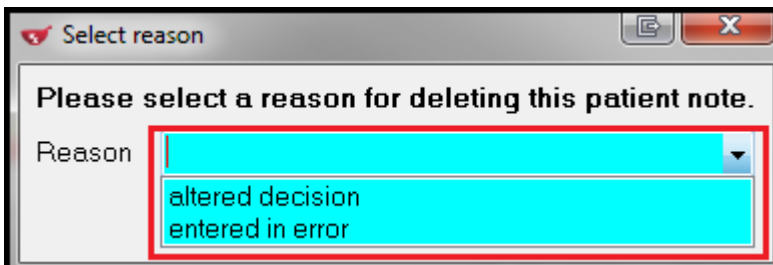 Select reason
Please select a reason for deleting this patient note.
Reason
altered decision
entered in error